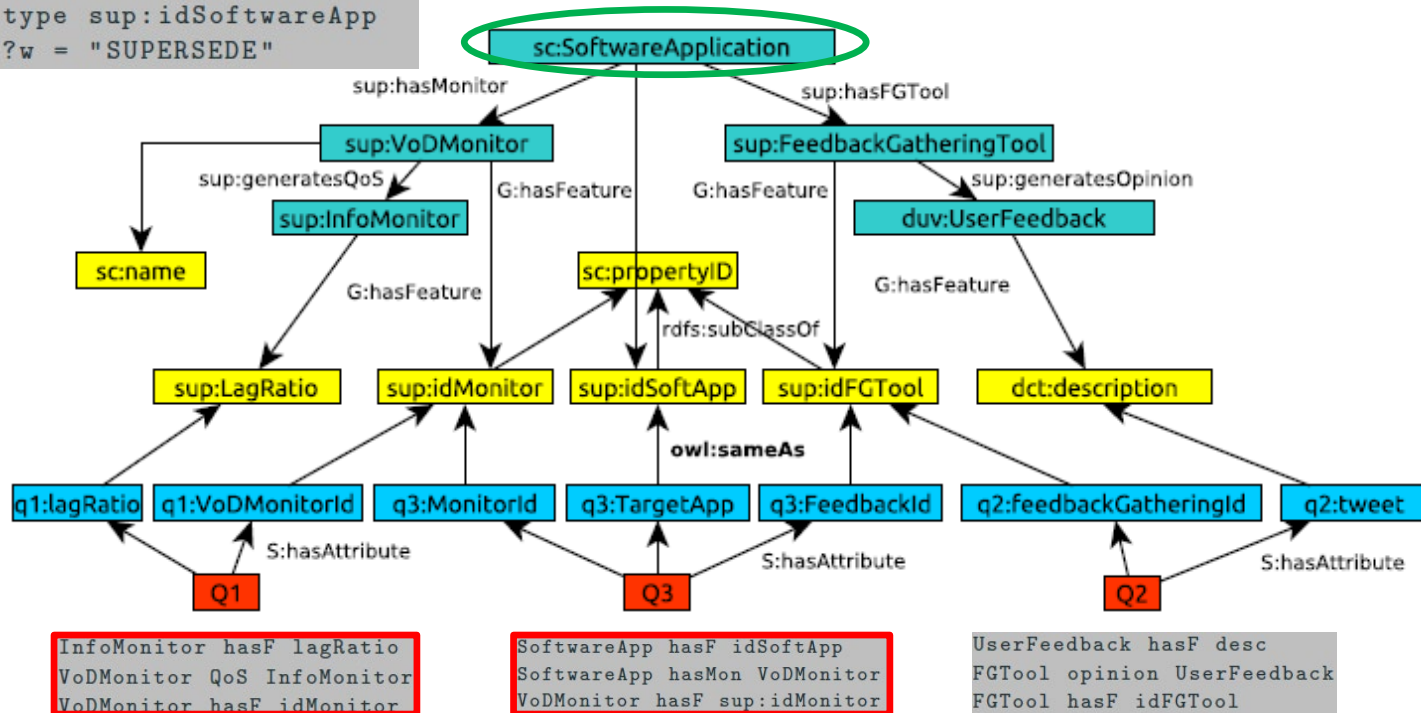 type sup:idSoftwareApp
?w = "SUPERSEDE"
sc:SoftwareApplication
sup:hasMonitor
sup:hasFGTool
sup:VoDMonitor
sup:FeedbackGatheringTool
sup:generatesQoS
G:hasFeature
G:hasFeature
sup:generatesOpinion
sup:InfoMonitor
duv:UserFeedback
sc:name
sc:propertyID
G:hasFeature
G:hasFeature
rdfs:subClassOf
sup:LagRatio
sup:idMonitor
sup:idSoftApp
sup:idFGTool
dct:description
owl:sameAs
q1:lagRatio
q1:VoDMonitorId
q3:MonitorId
q3:TargetApp
q3:FeedbackId
q2:feedbackGatheringId
q2:tweet
S:hasAttribute
S:hasAttribute
S:hasAttribute
Q1
Q3
Q2
InfoMonitor hasF lagRatio
VoDMonitor QoS InfoMonitor
VoDMonitor hasF idMonitor
SoftwareApp hasF idSoftApp
SoftwareApp hasMon VoDMonitor
VoDMonitor hasF sup:idMonitor
UserFeedback hasF desc
FGTool opinion UserFeedback
FGTool hasF idFGTool